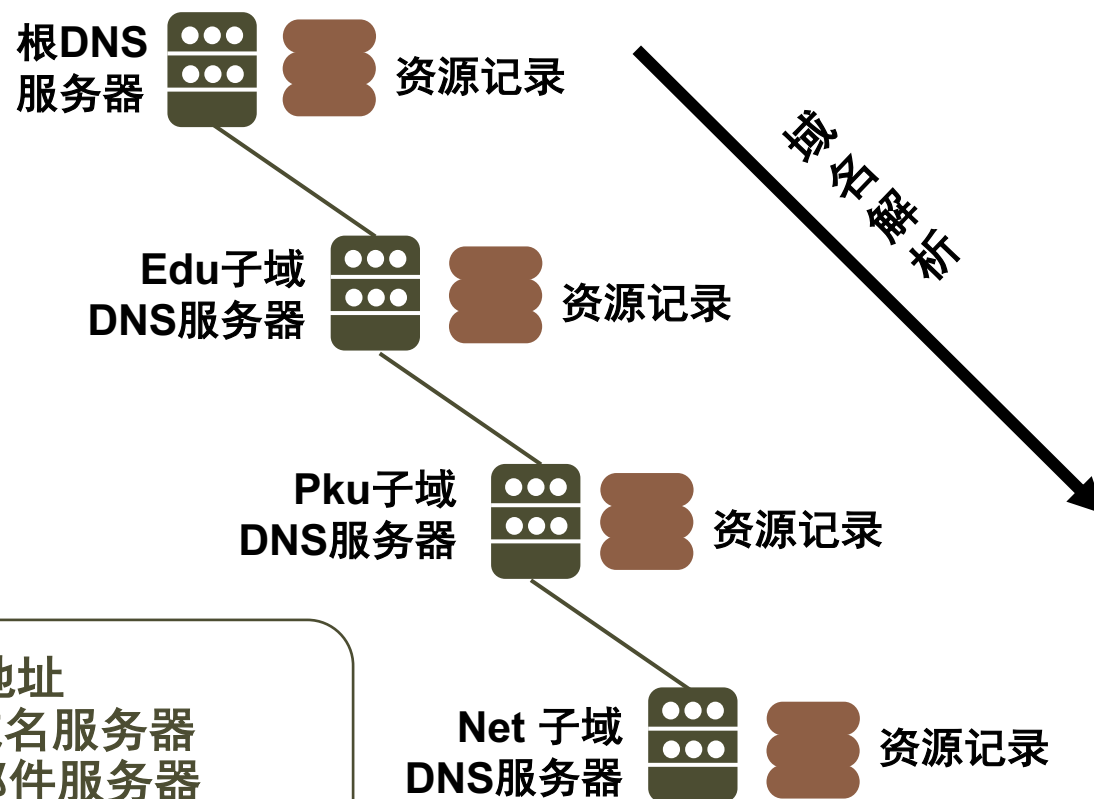 根DNS
服务器
资源记录
域名解析
Edu子域
DNS服务器
资源记录
Pku子域
DNS服务器
资源记录
地址
名服务器
件服务器
Net 子域
DNS服务器
资源记录